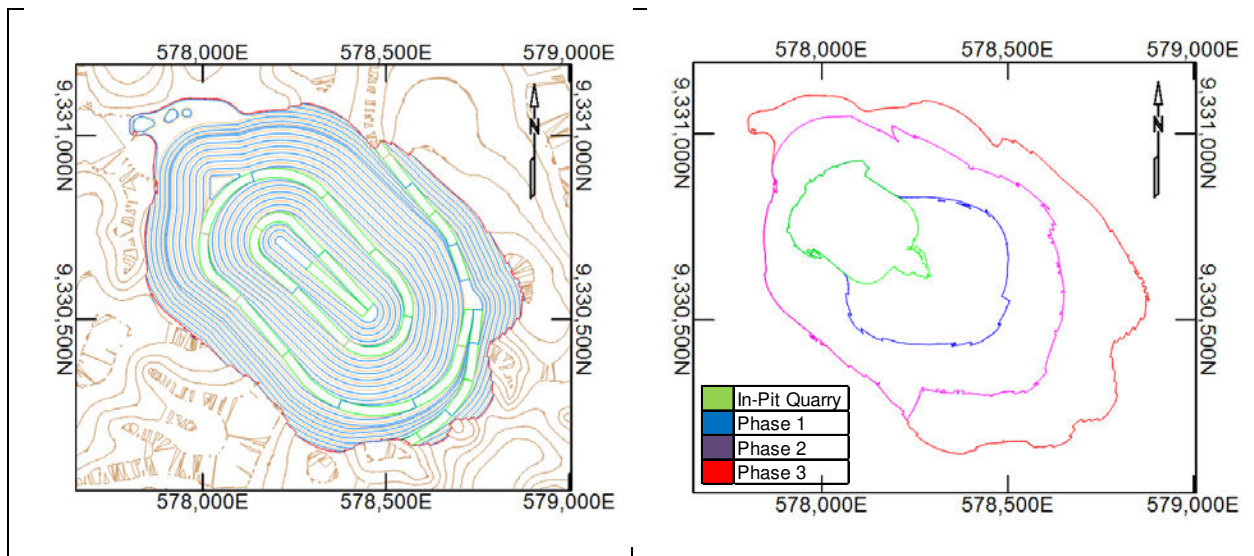 578,000E 578,500E 579,000E
9,331,000N 9,331,000N
N
9,330,500N 9,330,500N
578,000E 578,500E 579,000E
578,000E 578,500E 579,000E
9,331,000N 9,331,000N
N
9,330,500N 9,330,500N
In-Pit Quarry
Phase 1
Phase 2
Phase 3
578,000E 578,500E 579,000E